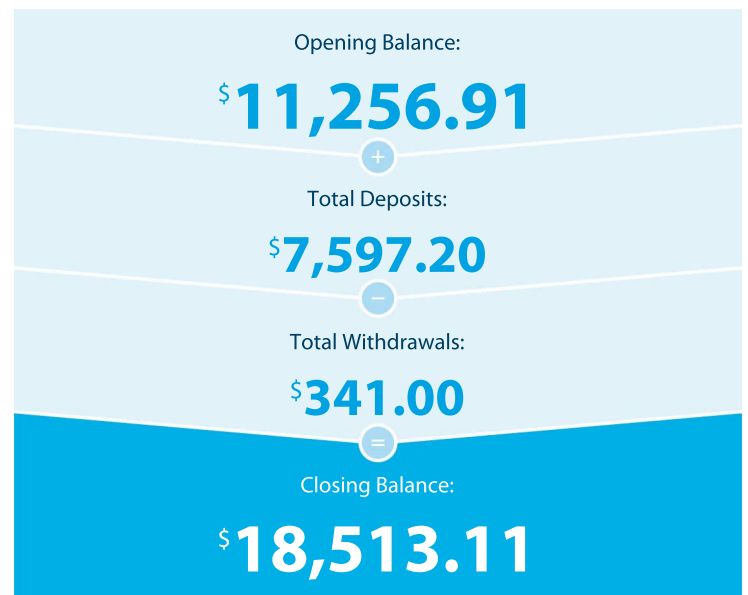 Opening Balance:
$11,256.91
+
Total Deposits:
$7,597.20
−
Total Withdrawals:
$341.00
=
Closing Balance:
$18,513.11